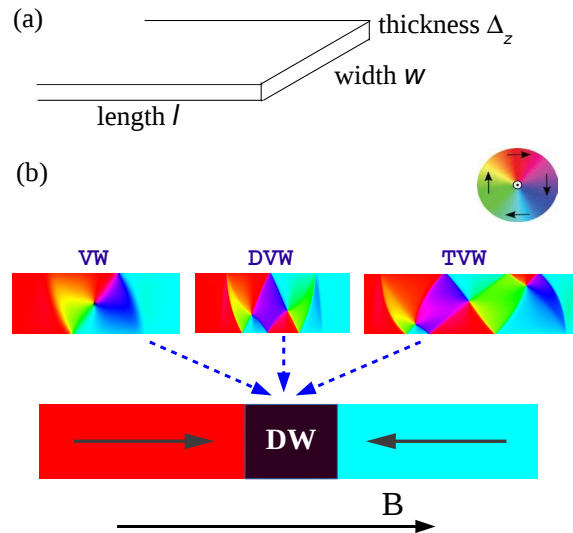 (a)
thickness Δz
width w
length l
(b)
VW
DVW
TVW
DW
B